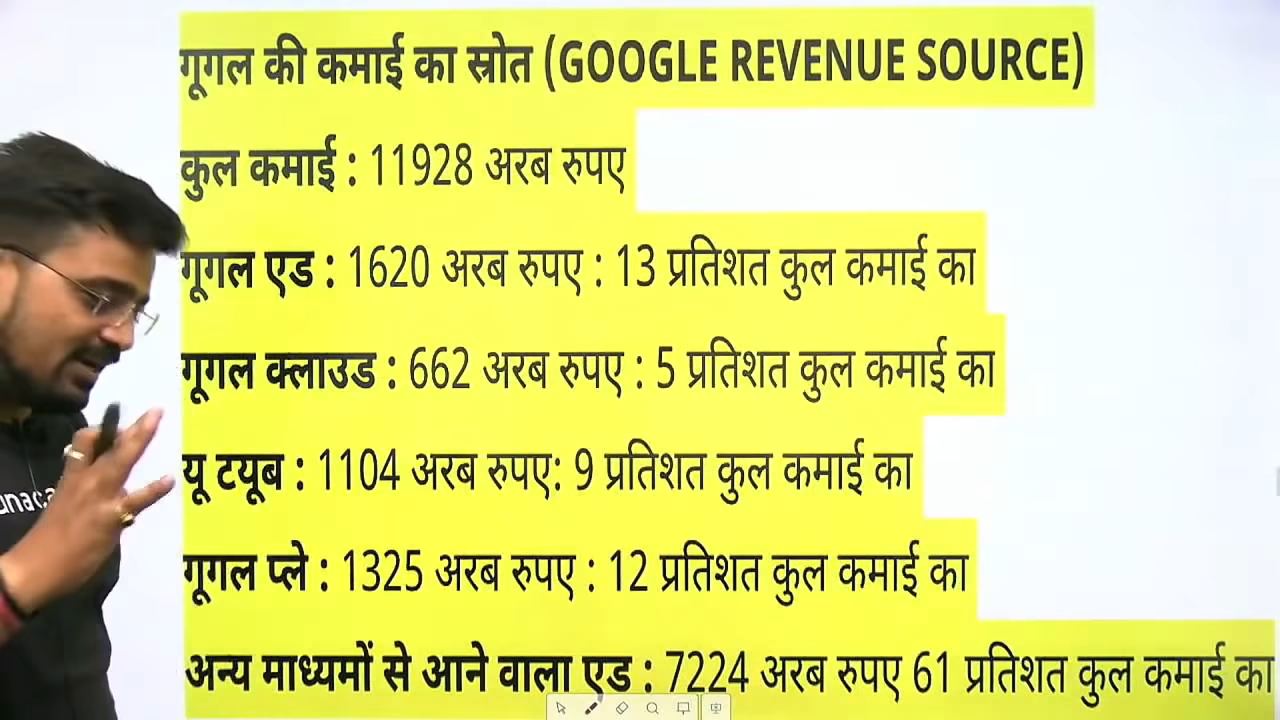 गूगल की कमाई का स्रोत (GOOGLE REVENUE SOURCE)
कुल कमाई : 11928 अरब रुपए
गूगल एड : 1620 अरब रुपए : 13 प्रतिशत कुल कमाई का
गूगल क्लाउड : 662 अरब रुपए : 5 प्रतिशत कुल कमाई का
यू टयूब : 1104 अरब रुपए: 9 प्रतिशत कुल कमाई का
गूगल प्ले : 1325 अरब रुपए : 12 प्रतिशत कुल कमाई का
अन्य माध्यमों से आने वाला एड : 7224 अरब रुपए 61 प्रतिशत कुल कमाई का